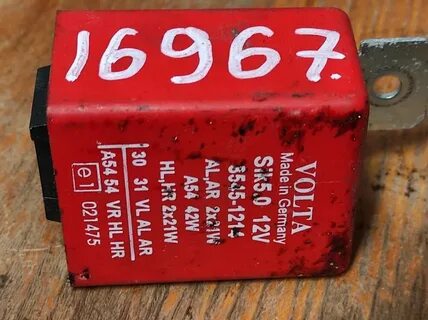 16967.
VOLTA
Made in Germany
SIK5.0 12V
3545-1214
AL,AR 2x21W
A54 42W
HL,HR 2x21W
30 31 VL AL AR
A54 54 VR HL HR
e1 021475